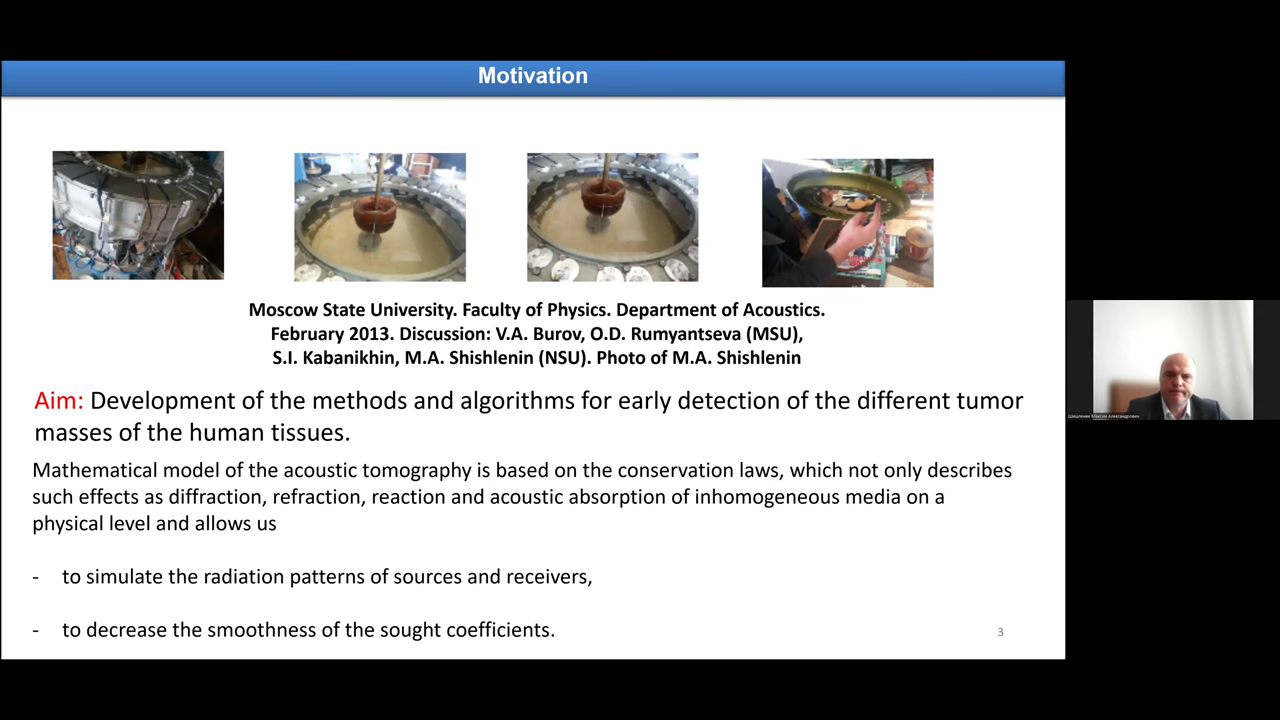 Motivation
Moscow State University. Faculty of Physics. Department of Acoustics.
February 2013. Discussion: V.A. Burov, O.D. Rumyantseva (MSU),
S.I. Kabanikhin, M.A. Shishlenin (NSU). Photo of M.A. Shishlenin
Aim: Development of the methods and algorithms for early detection of the different tumor
masses of the human tissues.
Mathematical model of the acoustic tomography is based on the conservation laws, which not only describes
such effects as diffraction, refraction, reaction and acoustic absorption of inhomogeneous media on a
physical level and allows us
- to simulate the radiation patterns of sources and receivers,
- to decrease the smoothness of the sought coefficients.
3
Шишленин Максим Александрович